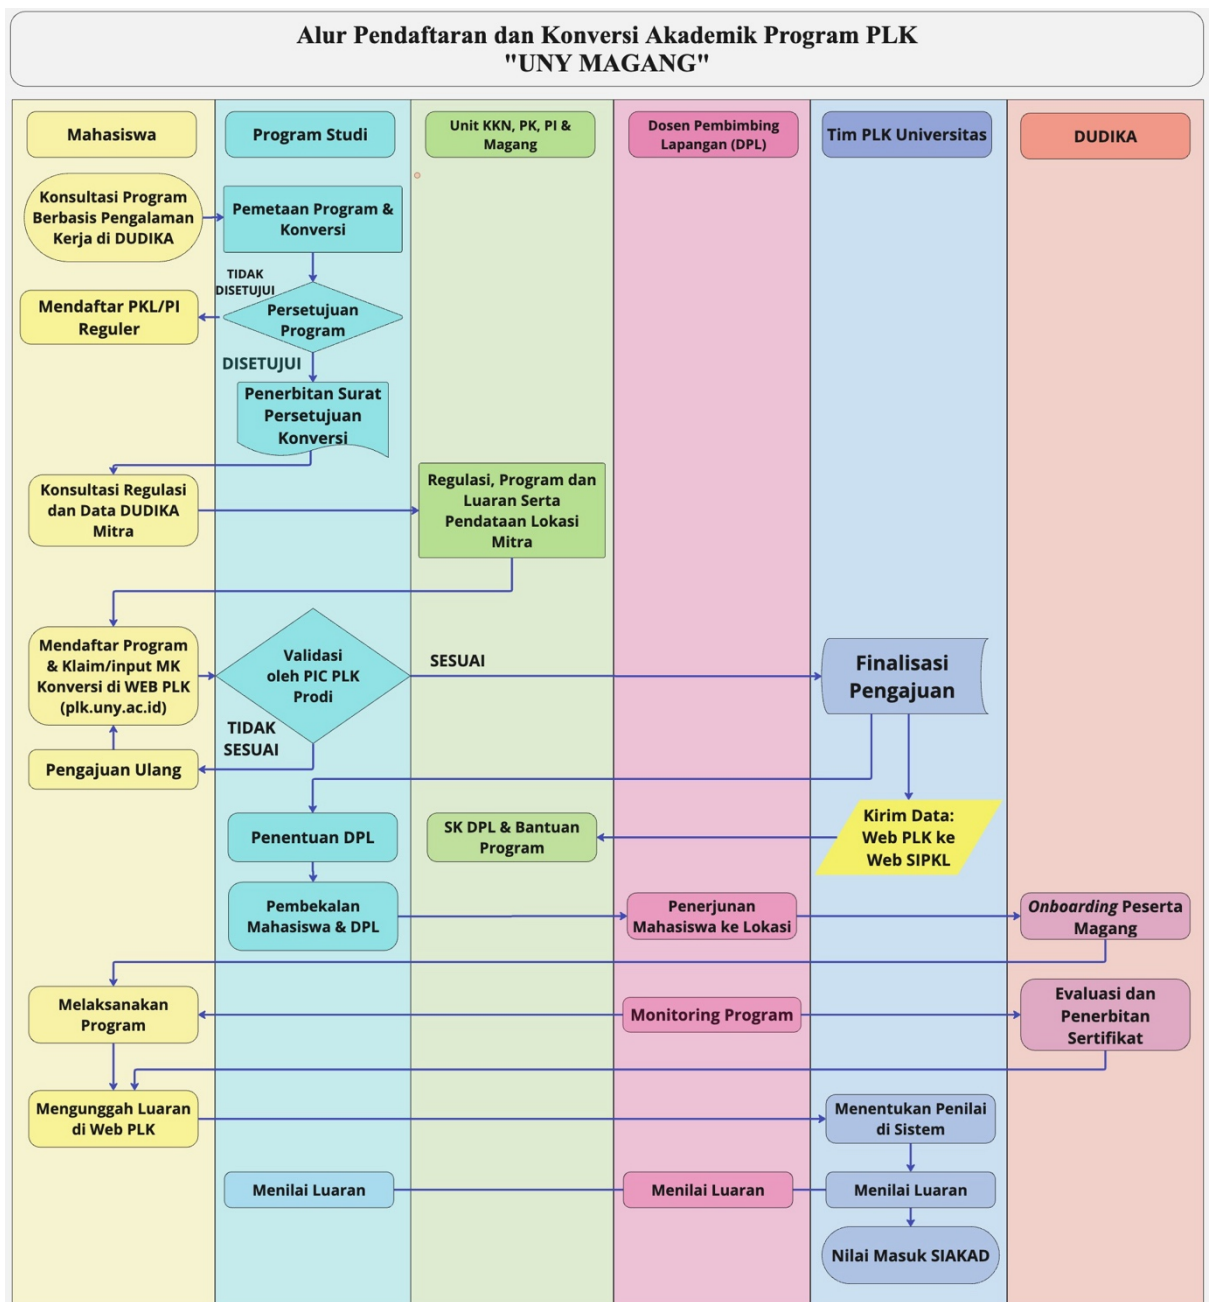 Alur Pendaftaran dan Konversi Akademik Program PLK
"UNY MAGANG"
Mahasiswa
Program Studi
Unit KKN, PK, PI &
Magang
Dosen Pembimbing
Lapangan (DPL)
Tim PLK Universitas
DUDIKA
Konsultasi Program
Berbasis Pengalaman
Kerja di DUDIKA
Pemetaan Program &
Konversi
TIDAK
DISETUJUI
Mendaftar PKL/PI
Reguler
Persetujuan
Program
DISETUJUI
Penerbitan Surat
Persetujuan
Konversi
Konsultasi Regulasi
dan Data DUDIKA
Mitra
Regulasi, Program dan
Luaran Serta
Pendataan Lokasi
Mitra
Mendaftar Program
& Klaim/input MK
Konversi di WEB PLK
(plk.uny.ac.id)
Validasi
oleh PIC PLK
Prodi
SESUAI
Finalisasi
Pengajuan
TIDAK
SESUAI
Pengajuan Ulang
Penentuan DPL
SK DPL & Bantuan
Program
Kirim Data:
Web PLK ke
Web SIPKL
Pembekalan
Mahasiswa & DPL
Penerjunan
Mahasiswa ke Lokasi
Onboarding Peserta
Magang
Melaksanakan
Program
Monitoring Program
Evaluasi dan
Penerbitan
Sertifikat
Mengunggah Luaran
di Web PLK
Menentukan Penilai
di Sistem
Menilai Luaran
Menilai Luaran
Menilai Luaran
Nilai Masuk SIAKAD